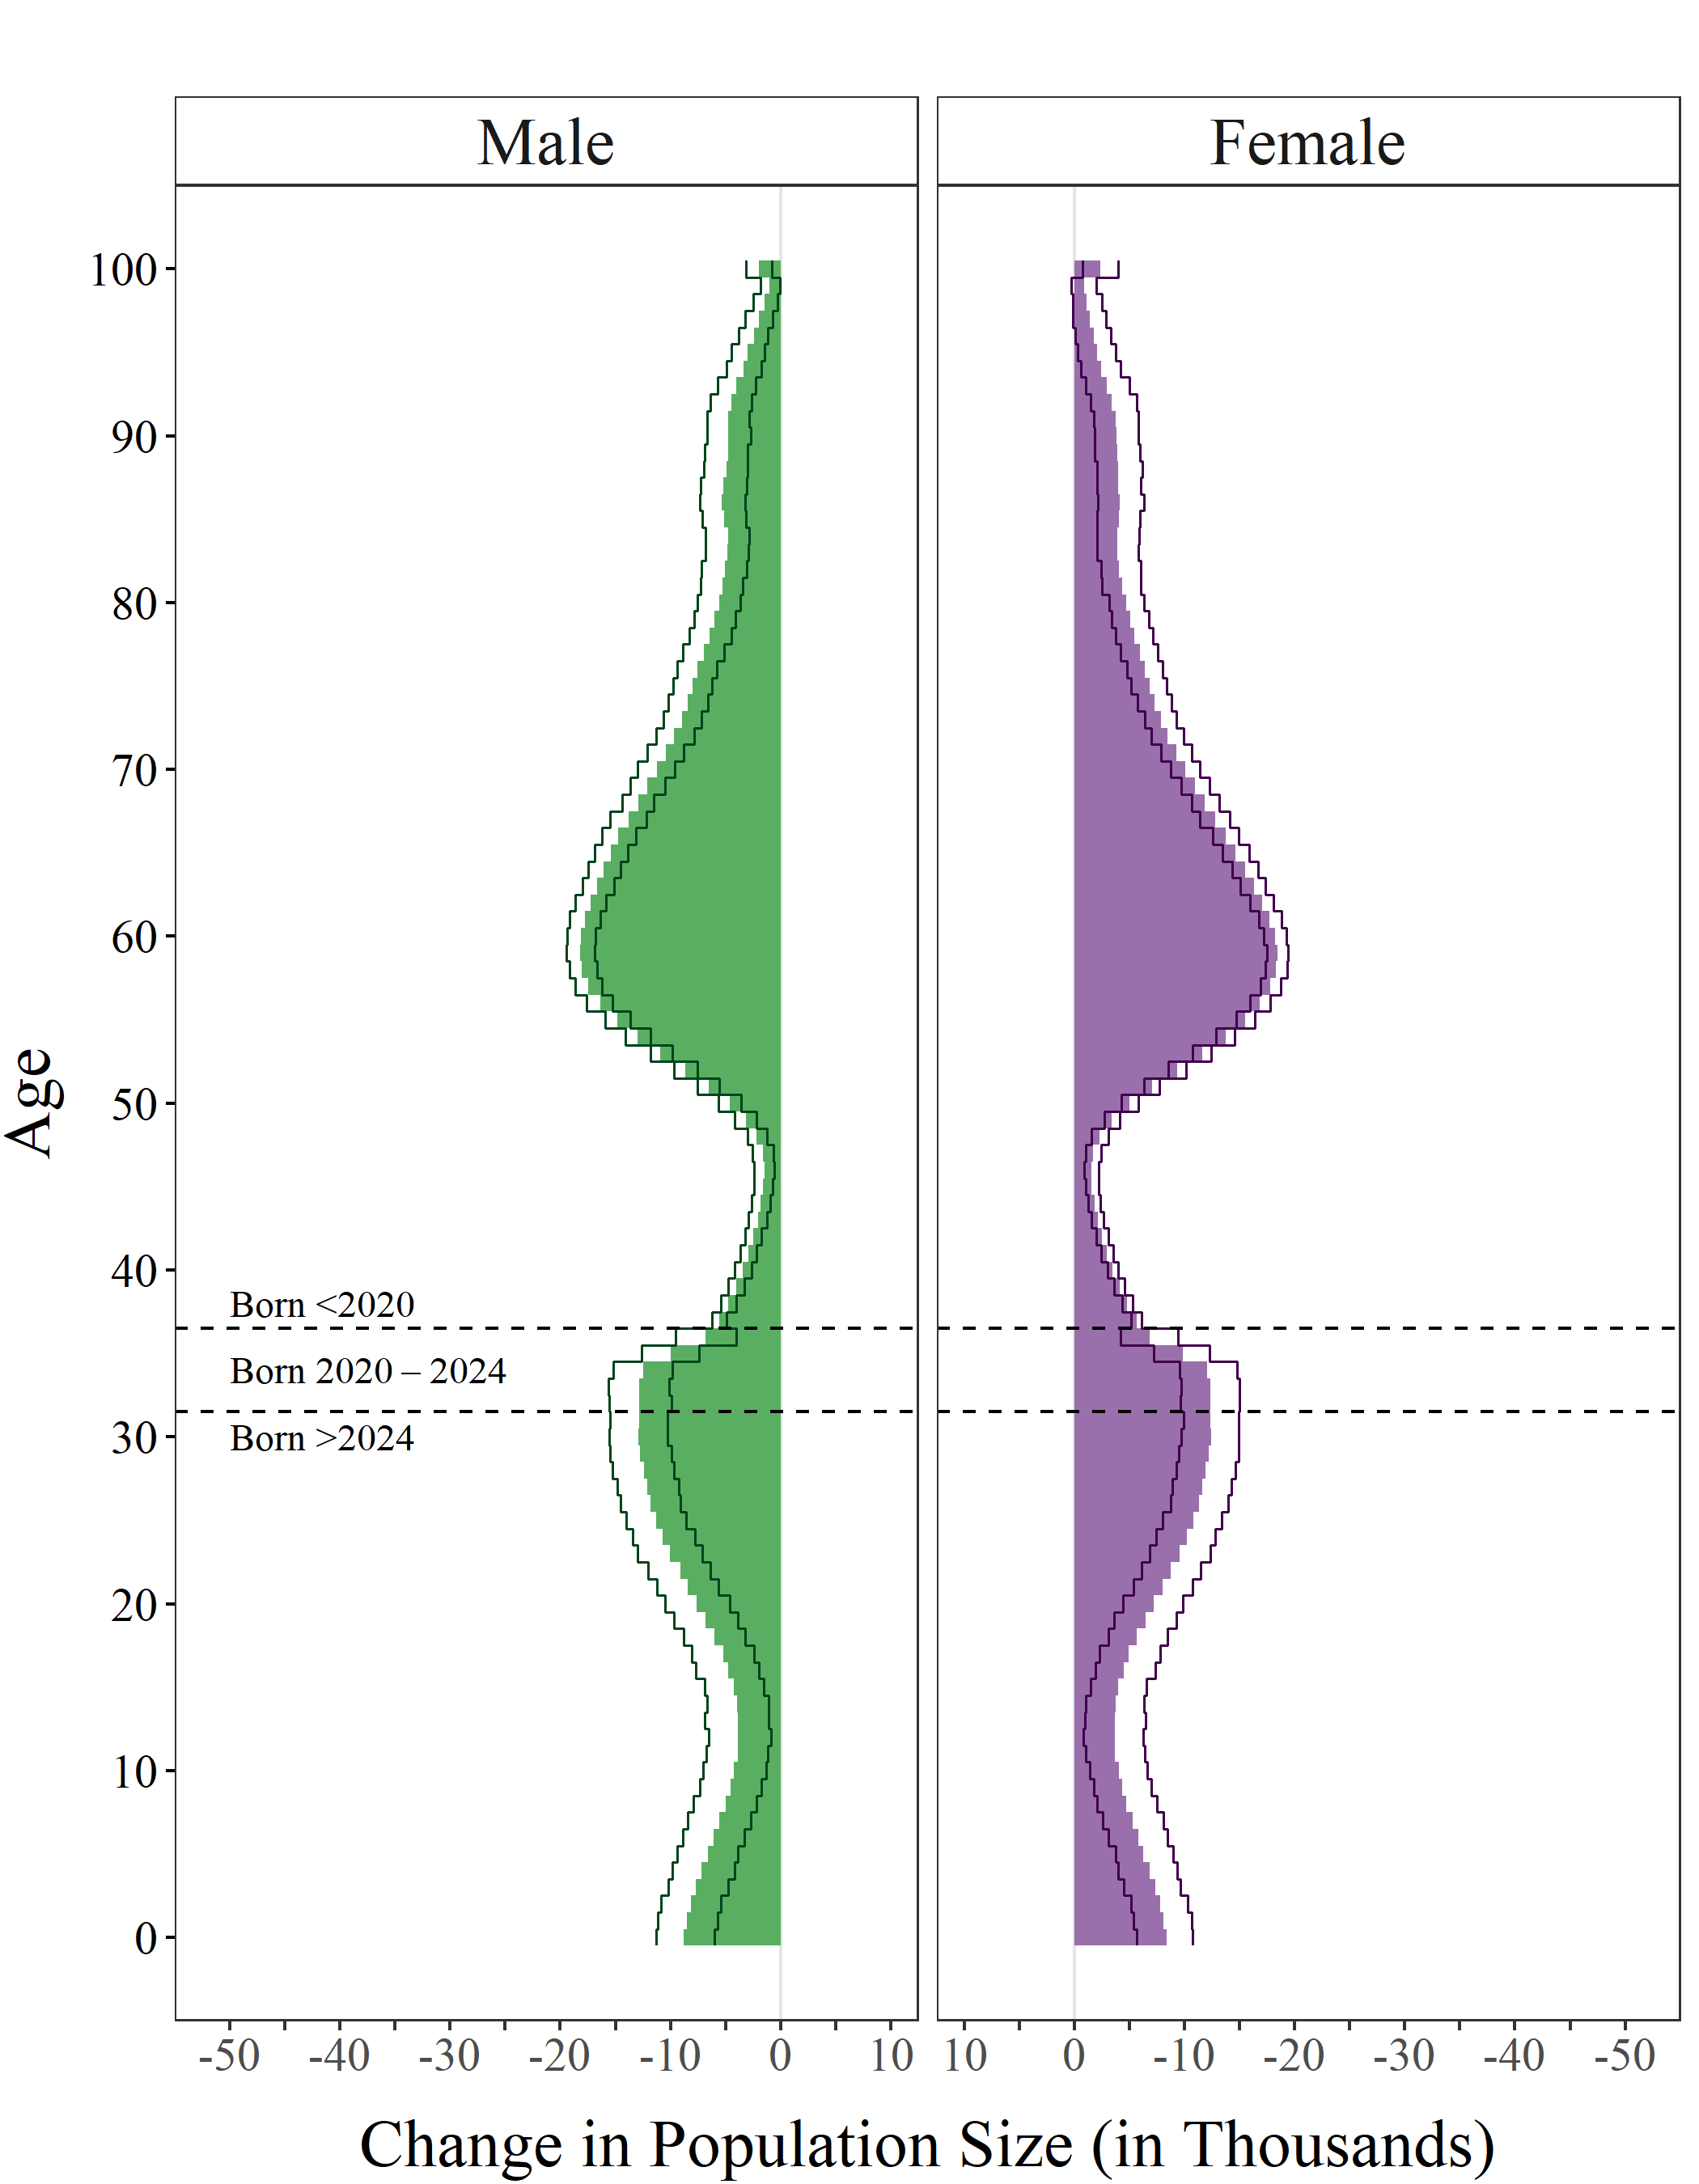 Male
Female
Age
100
90
80
70
60
50
40
30
20
10
0
Born <2020
Born 2020 – 2024
Born >2024
-50 -40 -30 -20 -10 0 10
10 0 -10 -20 -30 -40 -50
Change in Population Size (in Thousands)